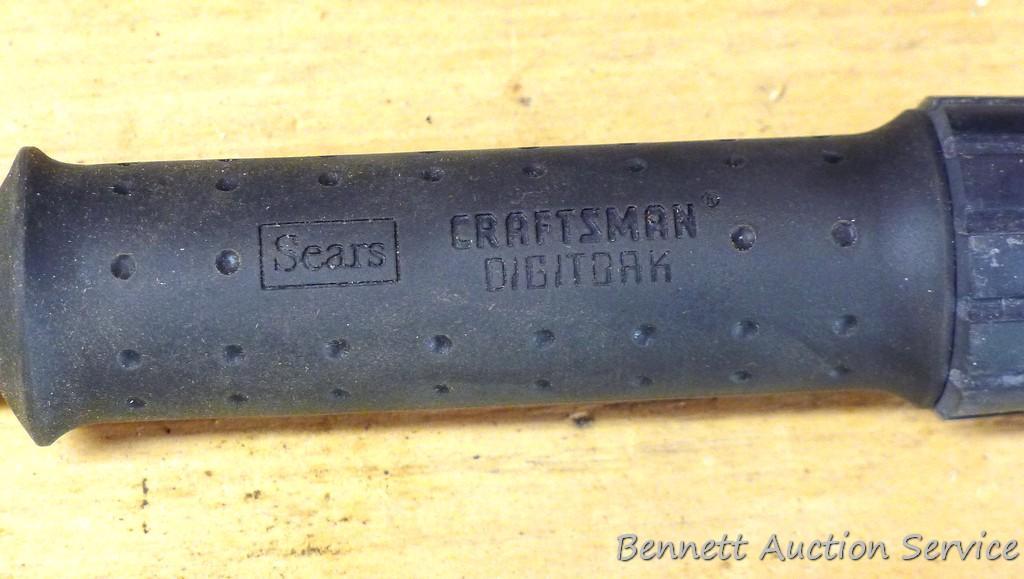 Sears
CRAFTSMAN®
DIGITORK
Bennett Auction Service